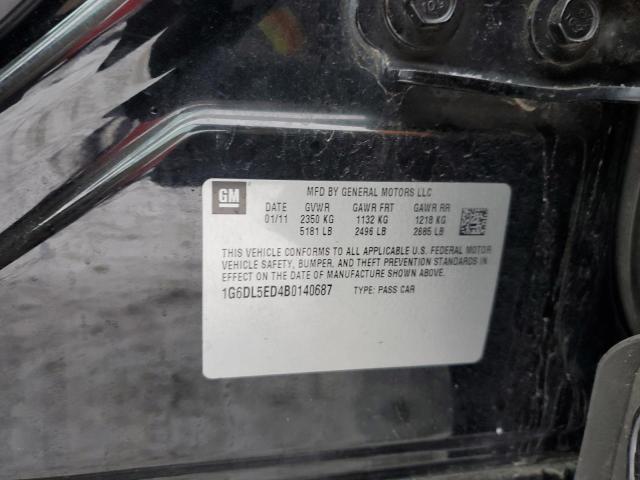 GM
MFD BY GENERAL MOTORS LLC
DATE GVWR GAWR FRT GAWR RR
01/11 2350 KG 1132 KG 1218 KG
5181 LB 2496 LB 2685 LB
THIS VEHICLE CONFORMS TO ALL APPLICABLE U.S. FEDERAL MOTOR
VEHICLE SAFETY, BUMPER, AND THEFT PREVENTION STANDARDS IN
EFFECT ON THE DATE OF MANUFACTURE SHOWN ABOVE.
1G6DL5ED4B0140687 TYPE: PASS CAR